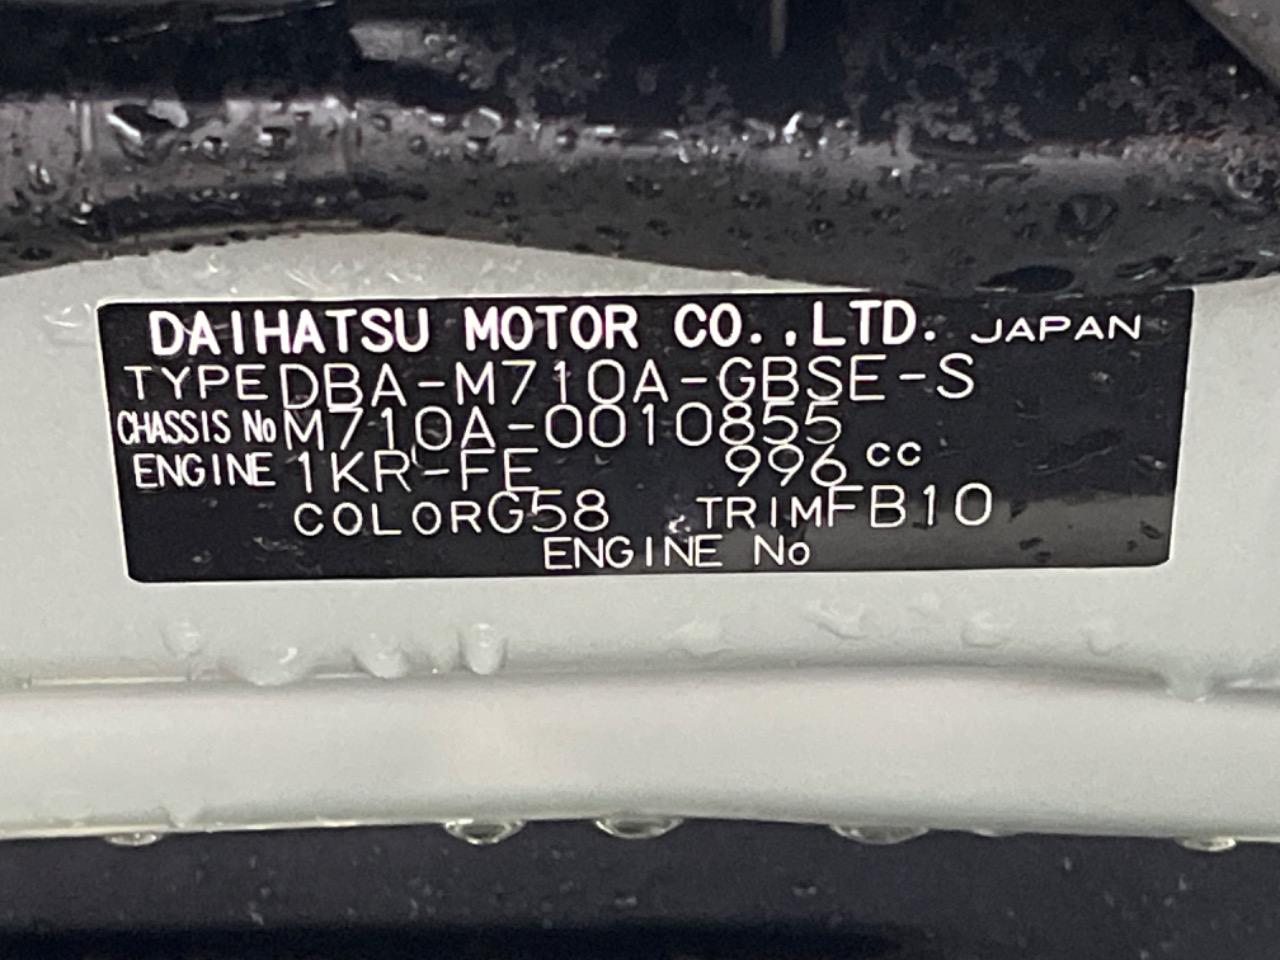 DAIHATSU MOTOR CO.,LTD. JAPAN
TYPE DBA-M710A-GBSE-S
CHASSIS No M710A-0010855
ENGINE 1KR-FE 996 cc
COLOR G58 TRIM FB10
ENGINE No